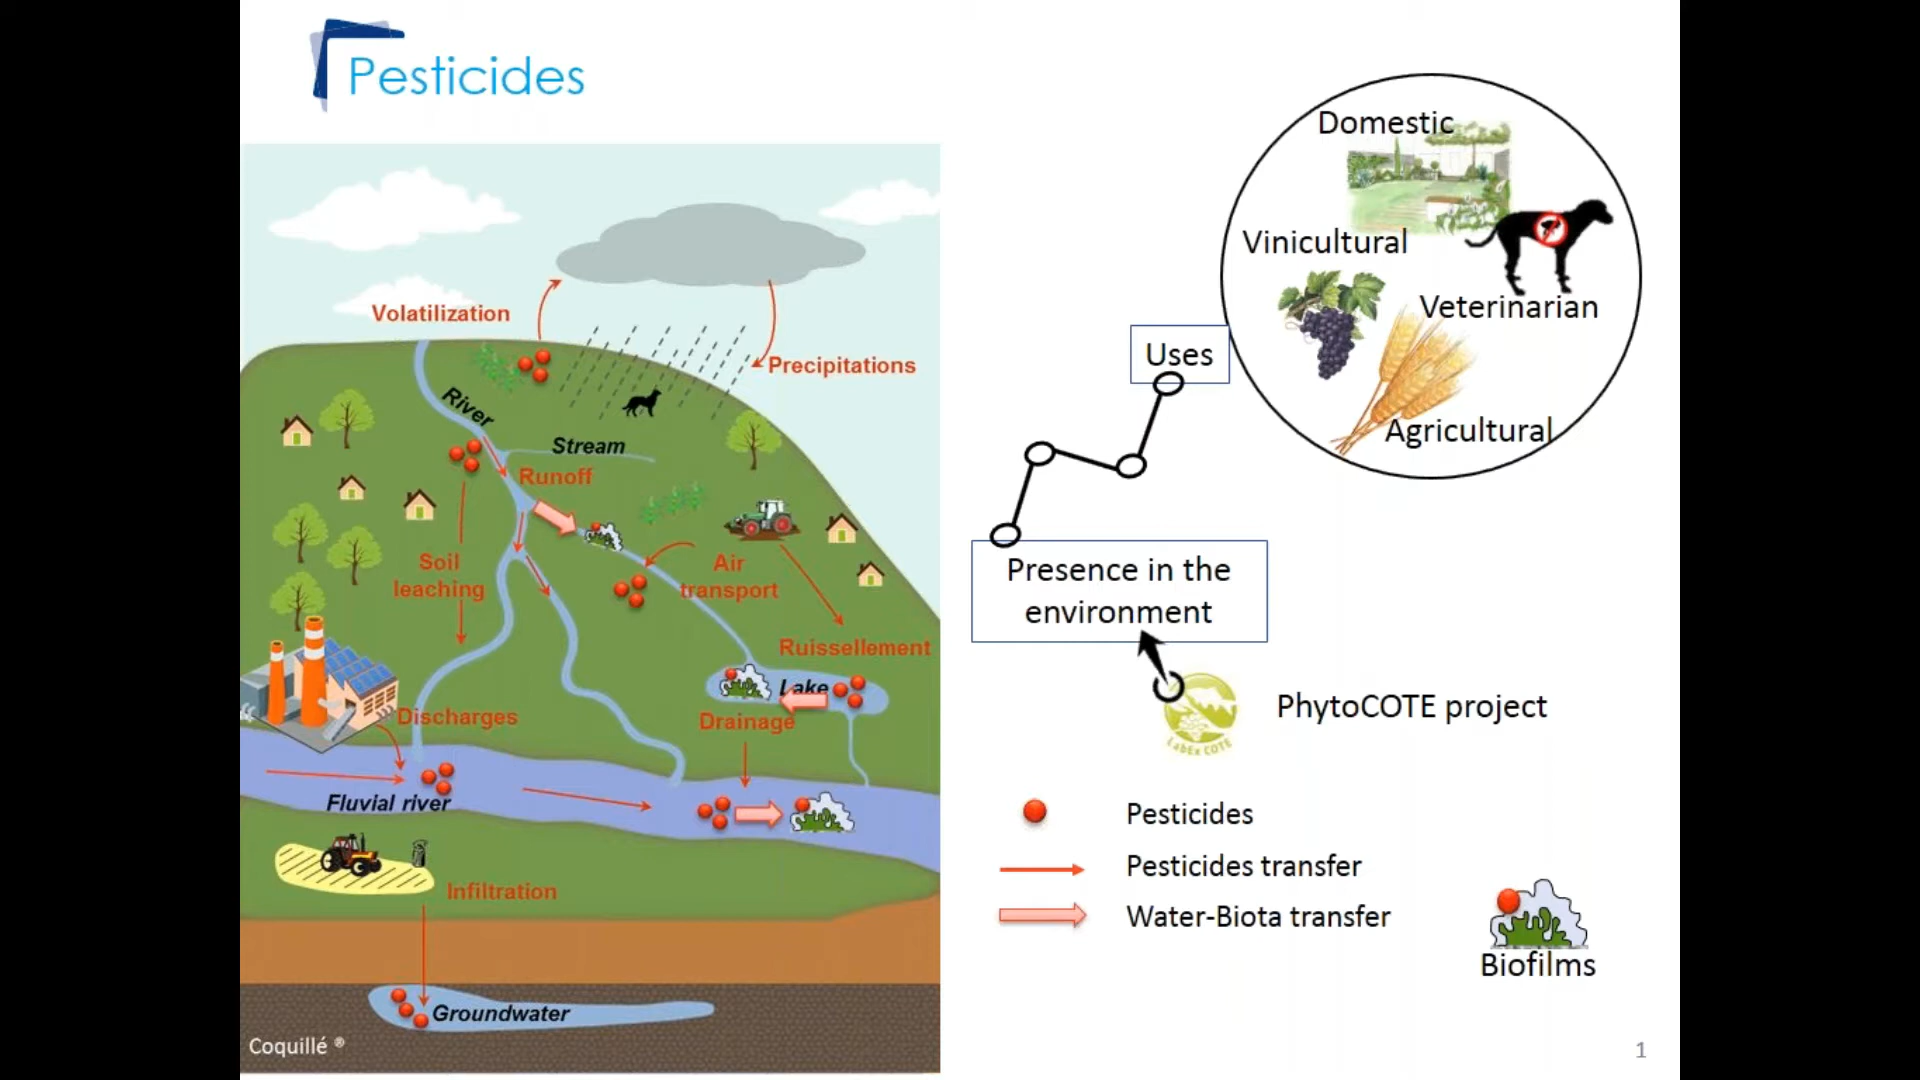 Pesticides
Volatilization
Precipitations
River
Stream
Runoff
Soil
leaching
Air
transport
Ruissellement
Lake
Drainage
Discharges
Fluvial river
Infiltration
Groundwater
Coquillé ®
Domestic
Vinicultural
Veterinarian
Agricultural
Uses
Presence in the
environment
LabEx COTE
PhytoCOTE project
Pesticides
Pesticides transfer
Water-Biota transfer
Biofilms
1